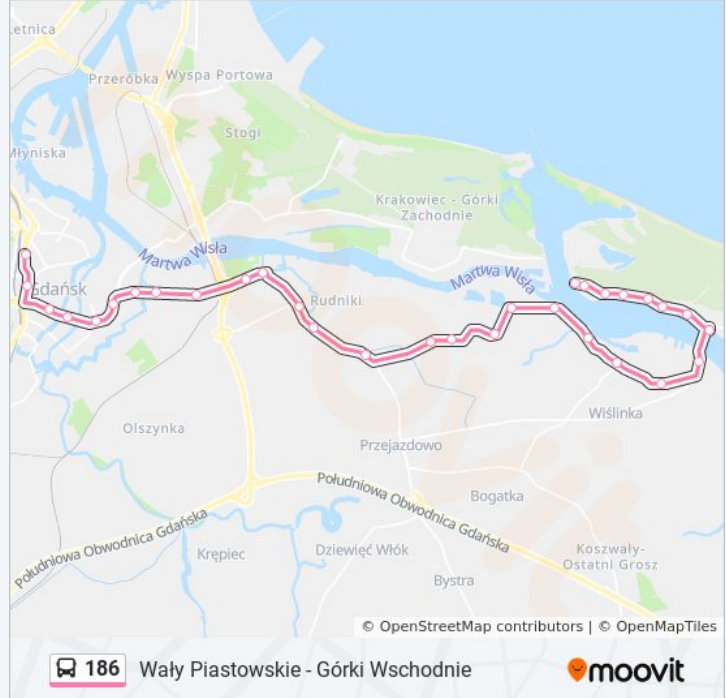 Letnica
Przeróbka
Wyspa Portowa
Stogi
Młyniska
Krakowiec - Górki
Zachodnie
Martwa Wisła
Martwa Wisła
Gdańsk
Rudniki
Wiślinka
Olszynka
Przejazdowo
Południowa Obwodnica Gdańska
Bogatka
Południowa Obwodnica Gdańska
Krępiec
Dziewięć Włók
Koszwały-
Ostatni Grosz
Bystra
© OpenStreetMap contributors | © OpenMapTiles
186 Wały Piastowskie - Górki Wschodnie
moovit